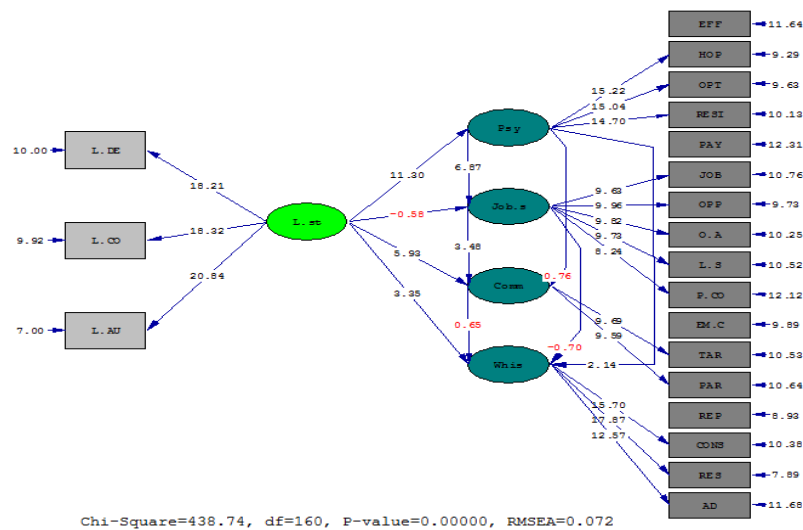 EFF 11.64
HOP 9.29
OPT 9.63
RESI 10.13
PAY 12.31
JOB 10.76
OPP 9.73
O.A 10.25
L.S 10.52
P.CO 12.12
EM.C 9.89
TAR 10.53
PAR 10.64
REP 8.93
CONS 10.38
RES 7.89
AD 11.68
10.00 L.DE
9.92 L.CO
7.00 L.AU
18.21
18.32
20.84
L.st
11.30
-0.58
5.93
3.35
Psy
Job.s
Comm
Whis
6.87
3.48
0.65
0.76
-0.70
2.14
15.22
15.04
14.70
9.63
9.96
9.82
9.73
8.24
9.69
9.59
15.70
17.87
12.57
Chi-Square=438.74, df=160, P-value=0.00000, RMSEA=0.072